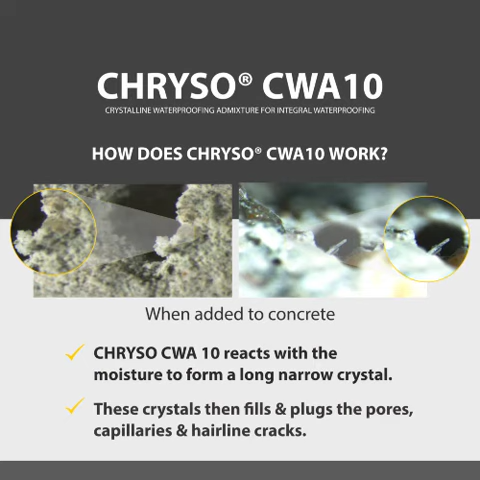 CHRYSO® CWA10
CRYSTALLINE WATERPROOFING ADMIXTURE FOR INTEGRAL WATERPROOFING
HOW DOES CHRYSO® CWA10 WORK?
When added to concrete
CHRYSO CWA 10 reacts with the
moisture to form a long narrow crystal.
These crystals then fills & plugs the pores,
capillaries & hairline cracks.